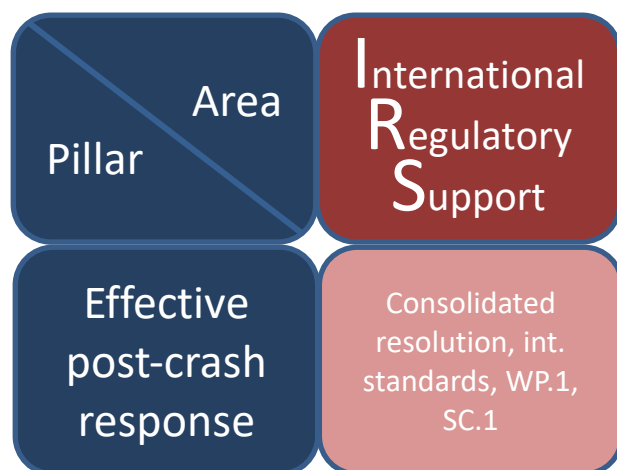 Area
Pillar
International
Regulatory
Support
Effective
post-crash
response
Consolidated
resolution, int.
standards, WP.1,
SC.1